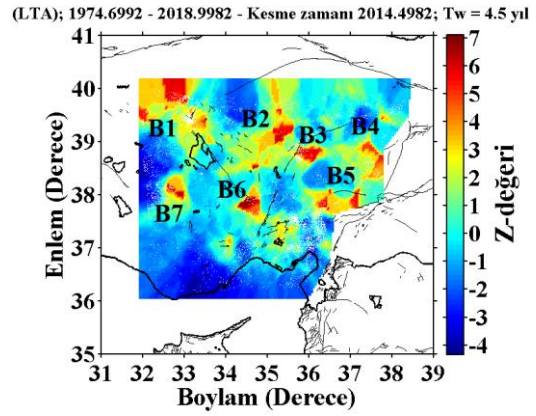 (LTA); 1974.6992 - 2018.9982 - Kesme zamanı 2014.4982; Tw = 4.5 yıl
41
40
39
38
37
36
35
Enlem (Derece)
B1
B2
B3
B4
B5
B6
B7
31 32 33 34 35 36 37 38 39
Boylam (Derece)
7
6
5
4
3
2
1
0
-1
-2
-3
-4
Z-değeri